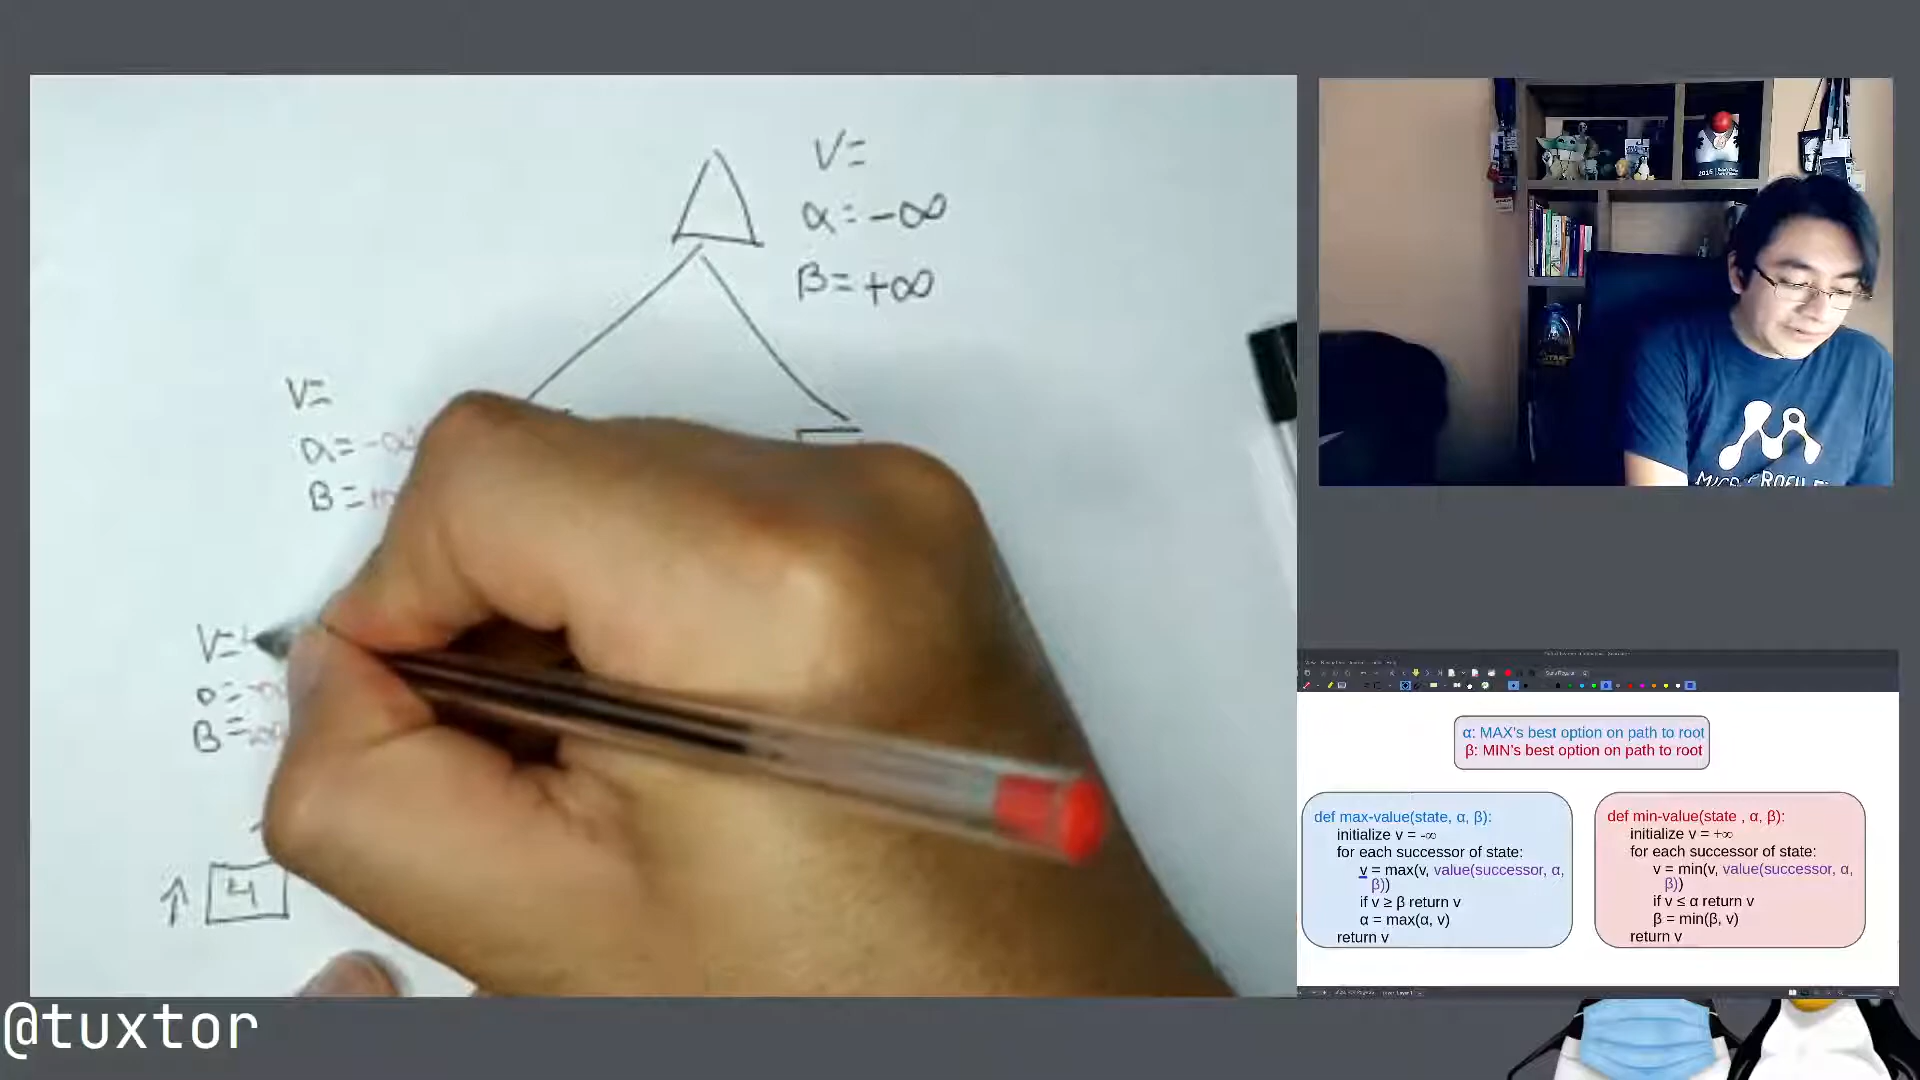 V=
α=-∞
β=+∞
V=
α=-∞
β=
V=
β=
4
2016
α: MAX's best option on path to root
β: MIN's best option on path to root
def max-value(state, α, β):
initialize v = -∞
for each successor of state:
v = max(v, value(successor, α,
β))
if v ≥ β return v
α = max(α, v)
return v
def min-value(state , α, β):
initialize v = +∞
for each successor of state:
v = min(v, value(successor, α,
β))
if v ≤ α return v
β = min(β, v)
return v
@tuxtor